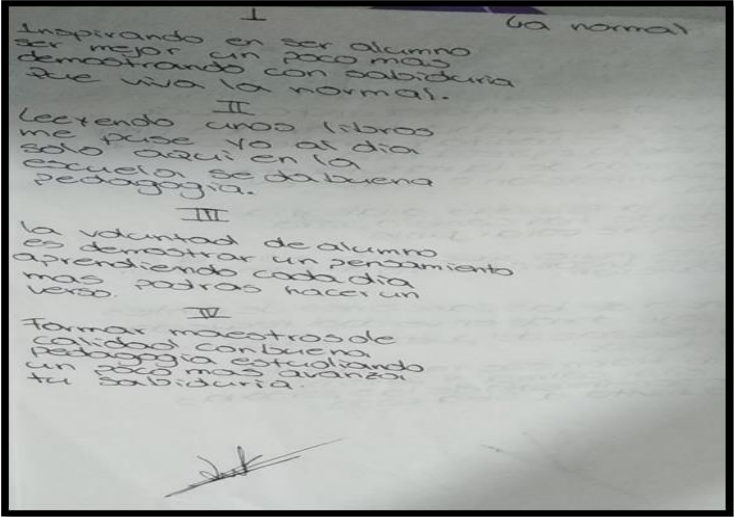 La normal
I
Inspirando en ser alumno
ser mejor un poco mas
demostrando con sabiduria
Que viva la normal.
II
Leeyendo unos libros
me puse yo al dia
solo aqui en la
escuela se da buena
pedagogia.
III
La voluntad de alumno
es demostrar un pensamiento
aprendiendo cada dia
mas podras hacer un
verso.
IV
Formar maestros de
calidad con buena
pedagogia estudiando
un poco mas avanza
tu sabiduria.